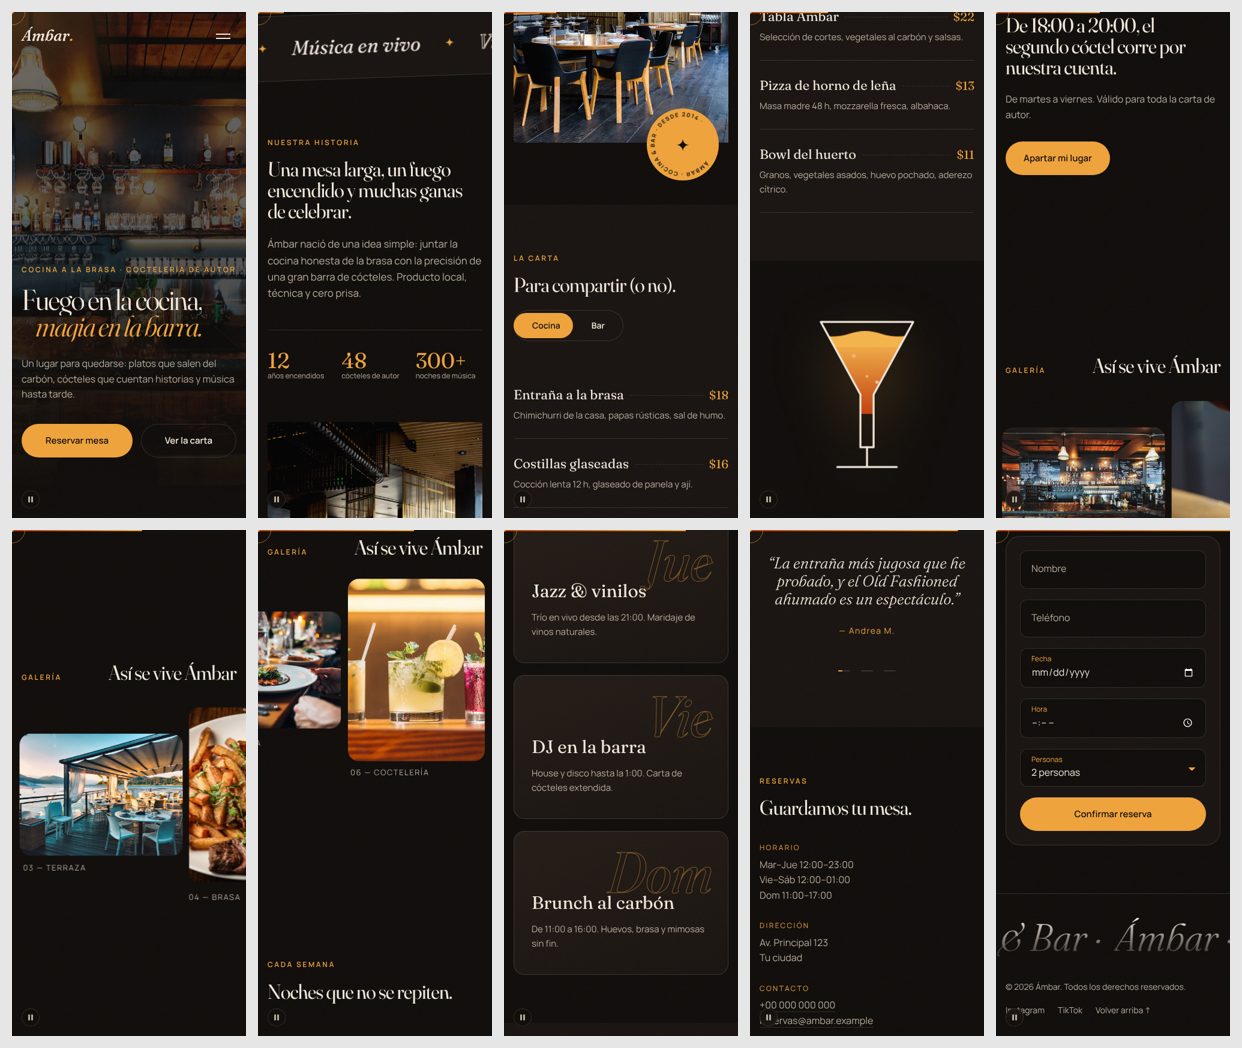 Ámbar.
COCINA A LA BRASA · COCTELERÍA DE AUTOR
Fuego en la cocina,
magia en la barra.
Un lugar para quedarse: platos que salen del
carbón, cócteles que cuentan historias y música
hasta tarde.
Reservar mesa
Ver la carta
Música en vivo
NUESTRA HISTORIA
Una mesa larga, un fuego
encendido y muchas ganas
de celebrar.
Ámbar nació de una idea simple: juntar la
cocina honesta de la brasa con la precisión de
una gran barra de cócteles. Producto local,
técnica y cero prisa.
12
años encendidos
48
cócteles de autor
300+
noches de música
ÁMBAR · COCINA & BAR · DESDE 2014 ·
LA CARTA
Para compartir (o no).
Cocina
Bar
Entraña a la brasa $18
Chimichurri de la casa, papas rústicas, sal de humo.
Costillas glaseadas $16
Cocción lenta 12 h, glaseado de panela y ají.
Tabla Ámbar $22
Selección de cortes, vegetales al carbón y salsas.
Pizza de horno de leña $13
Masa madre 48 h, mozzarella fresca, albahaca.
Bowl del huerto $11
Granos, vegetales asados, huevo pochado, aderezo
cítrico.
De 18:00 a 20:00, el
segundo cóctel corre por
nuestra cuenta.
De martes a viernes. Válido para toda la carta de
autor.
Apartar mi lugar
GALERÍA
Así se vive Ámbar
GALERÍA
Así se vive Ámbar
03 — TERRAZA
04 — BRASA
GALERÍA
Así se vive Ámbar
06 — COCTELERÍA
CADA SEMANA
Noches que no se repiten.
Jue
Jazz & vinilos
Trío en vivo desde las 21:00. Maridaje de
vinos naturales.
Vie
DJ en la barra
House y disco hasta la 1:00. Carta de
cócteles extendida.
Dom
Brunch al carbón
De 11:00 a 16:00. Huevos, brasa y mimosas
sin fin.
“La entraña más jugosa que he
probado, y el Old Fashioned
ahumado es un espectáculo.”
— Andrea M.
RESERVAS
Guardamos tu mesa.
HORARIO
Mar–Jue 12:00–23:00
Vie–Sáb 12:00–01:00
Dom 11:00–17:00
DIRECCIÓN
Av. Principal 123
Tu ciudad
CONTACTO
+00 000 000 000
ervas@ambar.example
Nombre
Teléfono
Fecha
mm/dd/yyyy
Hora
--:-- --
Personas
2 personas
Confirmar reserva
& Bar · Ámbar ·
© 2026 Ámbar. Todos los derechos reservados.
TikTok
Volver arriba ↑